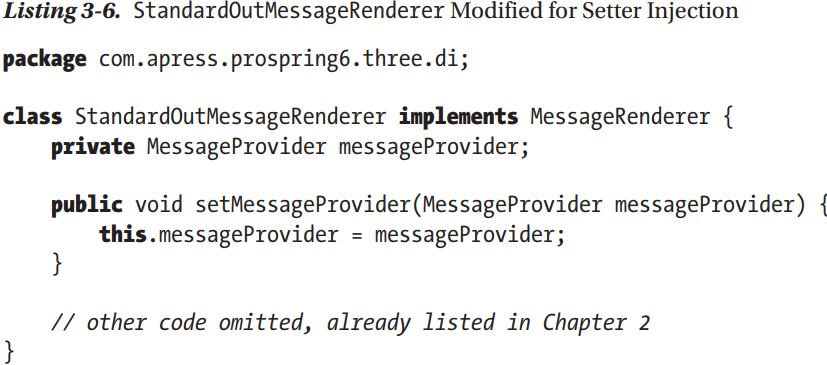 Listing 3-6. StandardOutMessageRenderer Modified for Setter Injection
package com.apress.prospring6.three.di;
class StandardOutMessageRenderer implements MessageRenderer {
    private MessageProvider messageProvider;
    public void setMessageProvider(MessageProvider messageProvider) {
        this.messageProvider = messageProvider;
    }
    // other code omitted, already listed in Chapter 2
}